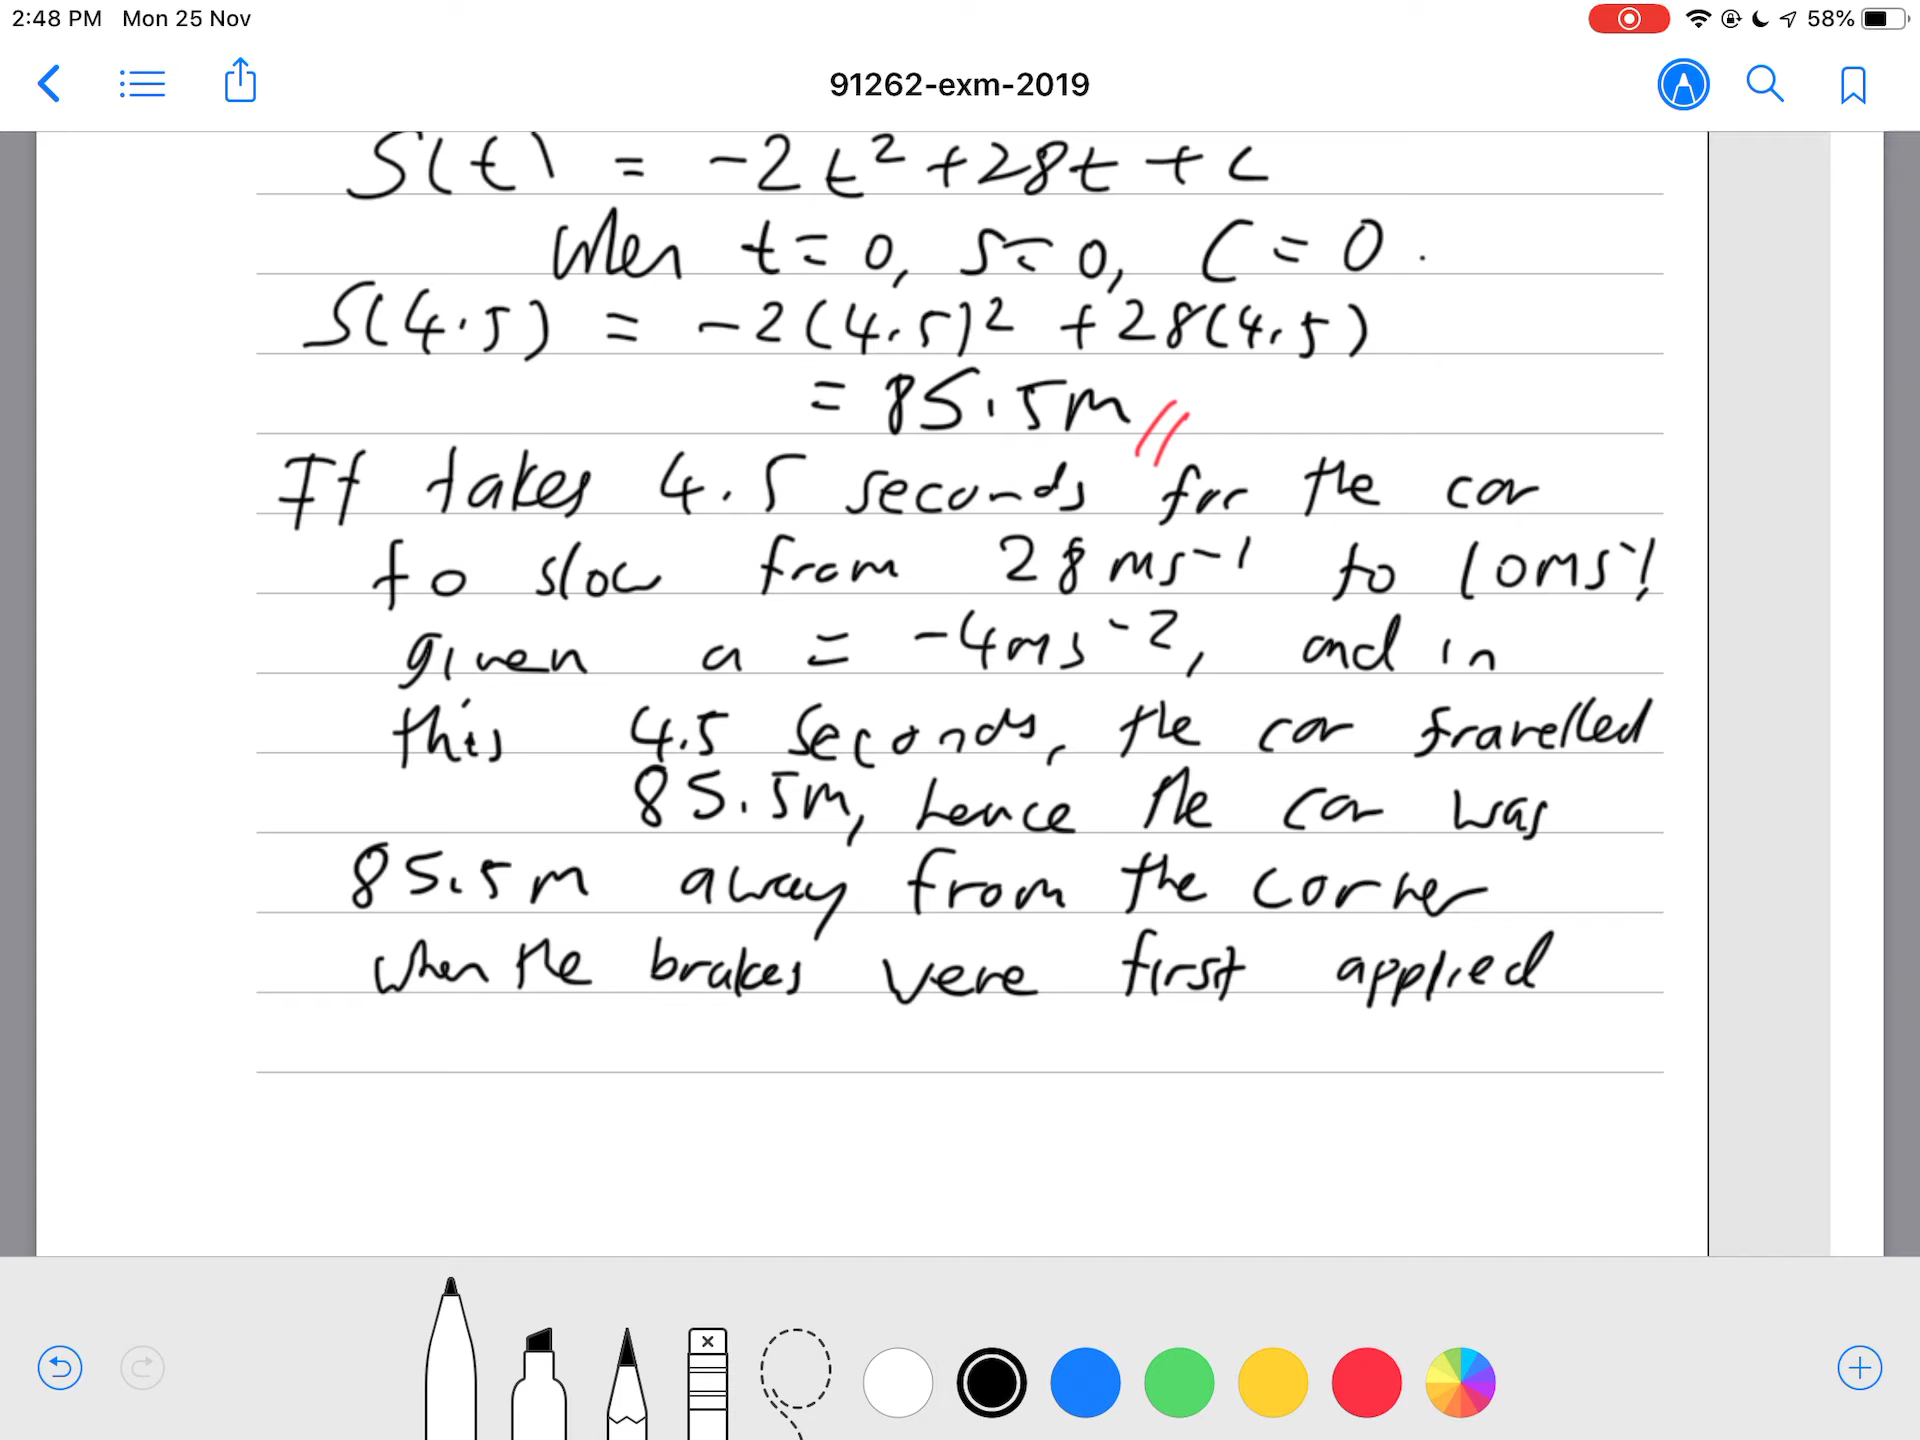 2:48 PM Mon 25 Nov 58%
91262-exm-2019
S(t) = -2t² + 28t + C
when t = 0, s = 0, C = 0.
S(4.5) = -2(4.5)² + 28(4.5)
= 85.5m
It takes 4.5 seconds for the car
to slow from 28ms⁻¹ to 10ms⁻¹,
given a = -4ms⁻², and in
this 4.5 seconds, the car travelled
85.5m, hence the car was
85.5m away from the corner
when the brakes were first applied